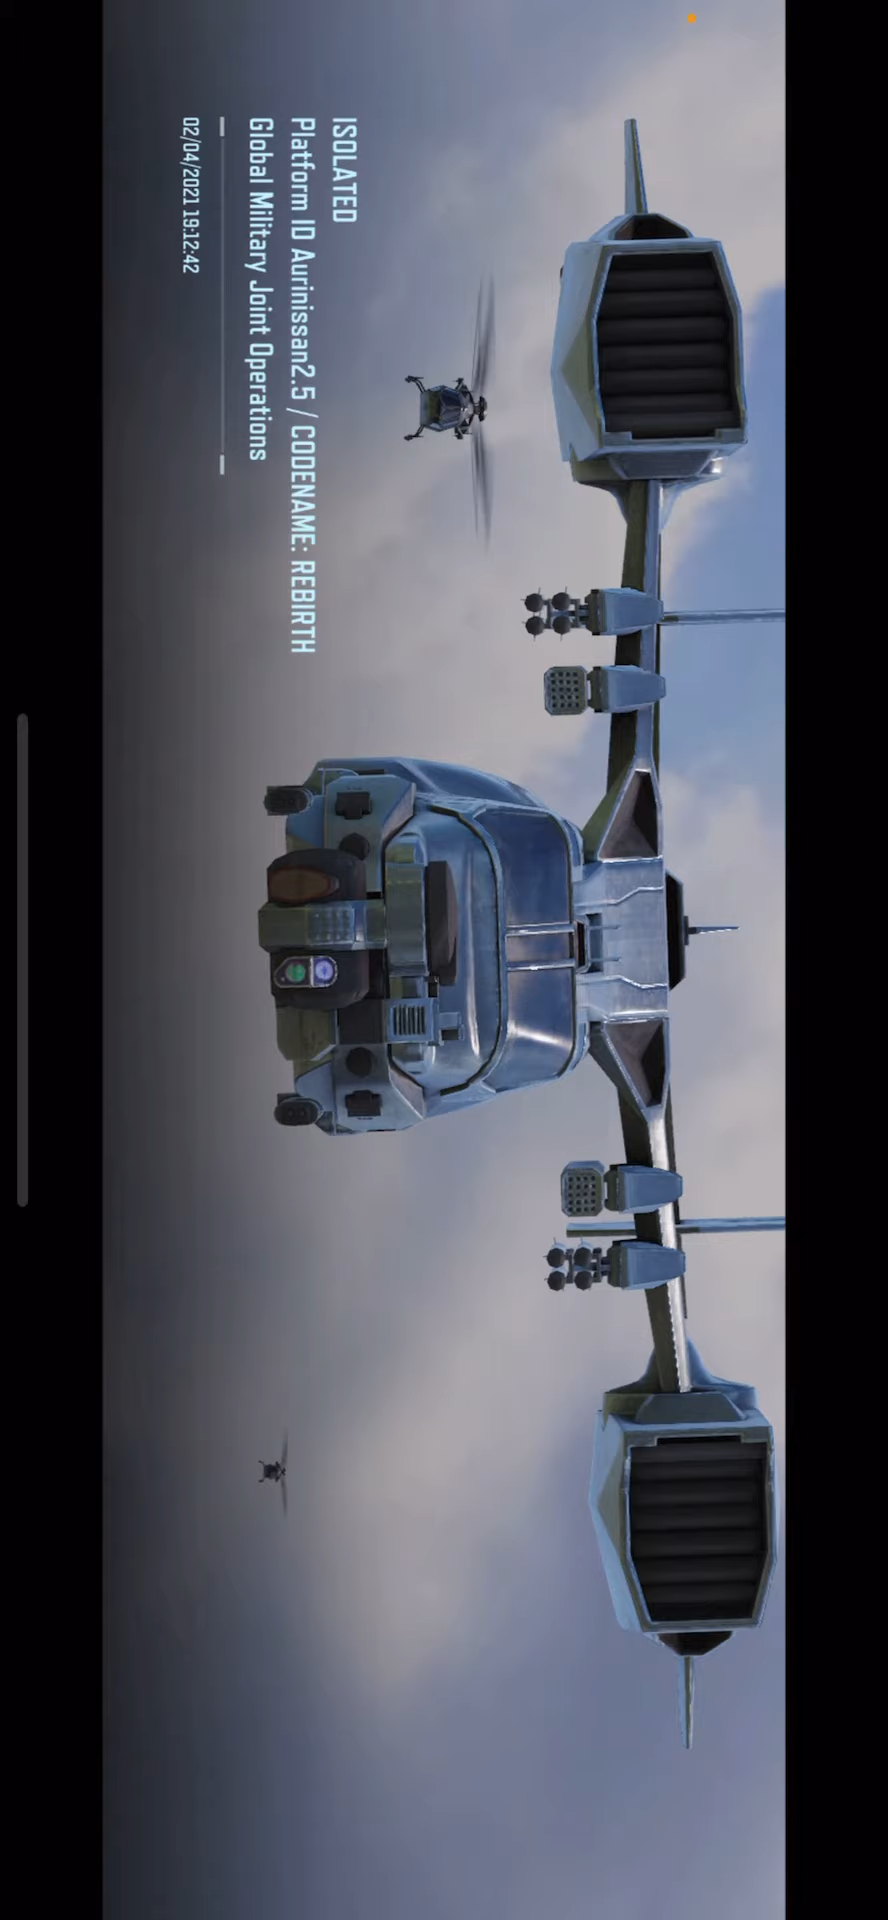 ISOLATED
Platform ID Aurinissan2.5 / CODENAME: REBIRTH
Global Military Joint Operations
02/04/2021 19:12:42